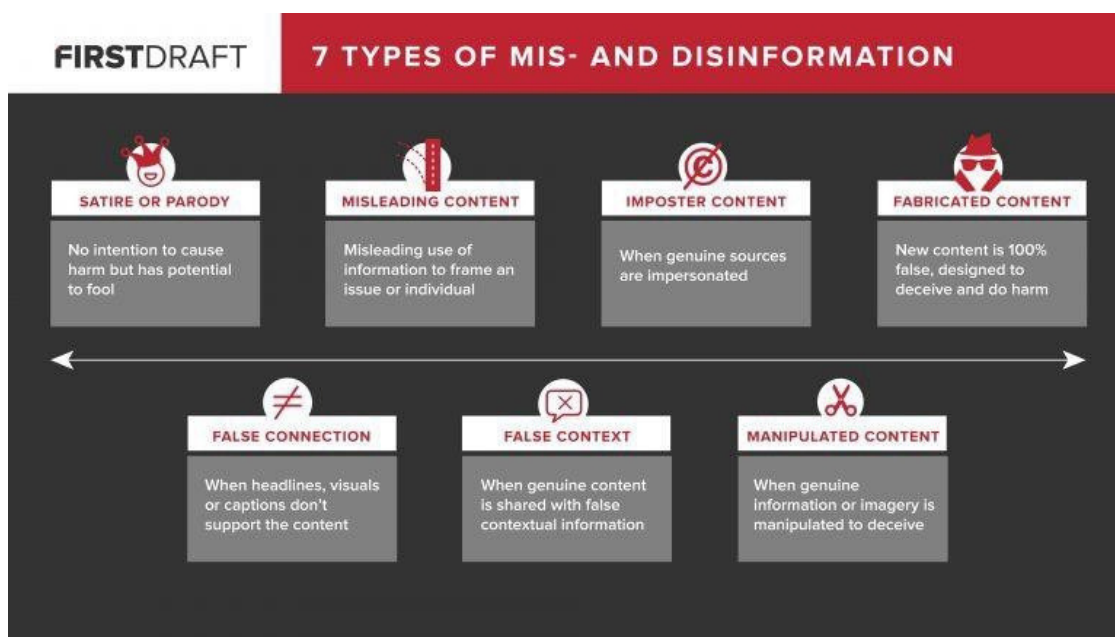 FIRSTDRAFT
7 TYPES OF MIS- AND DISINFORMATION
SATIRE OR PARODY
No intention to cause
harm but has potential
to fool
MISLEADING CONTENT
Misleading use of
information to frame an
issue or individual
IMPOSTER CONTENT
When genuine sources
are impersonated
FABRICATED CONTENT
New content is 100%
false, designed to
deceive and do harm
FALSE CONNECTION
When headlines, visuals
or captions don’t
support the content
FALSE CONTEXT
When genuine content
is shared with false
contextual information
MANIPULATED CONTENT
When genuine
information or imagery is
manipulated to deceive